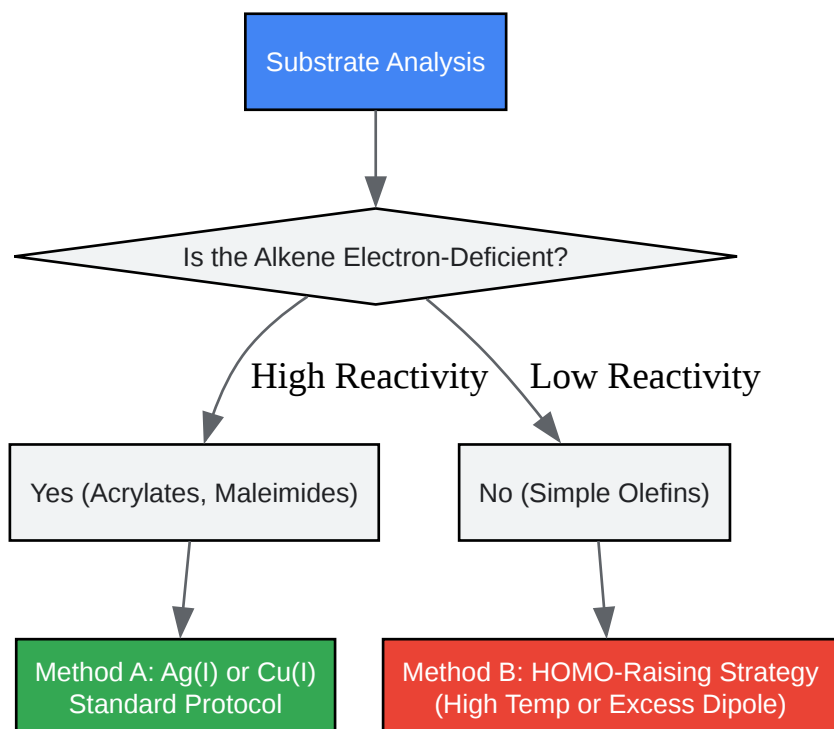 Substrate Analysis
Is the Alkene Electron-Deficient?
High Reactivity
Low Reactivity
Yes (Acrylates, Maleimides)
No (Simple Olefins)
Method A: Ag(I) or Cu(I)
Standard Protocol
Method B: HOMO-Raising Strategy
(High Temp or Excess Dipole)